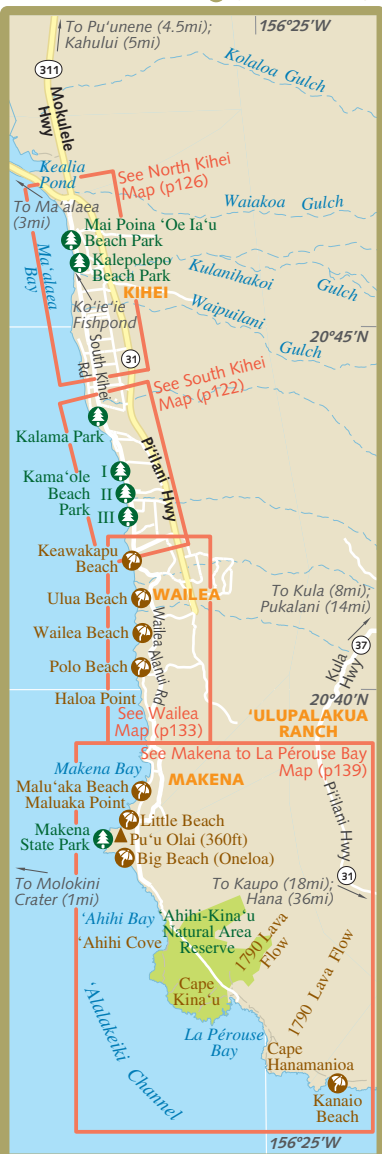 To Pu‘unene (4.5mi);
Kahului (5mi)
156º25'W
311
Mokulele
Hwy
Kolaloa Gulch
Kealia
Pond
See North Kihei
Map (p126)
To Ma‘alaea
(3mi)
Waiakoa Gulch
Mai Poina ‘Oe Ia‘u
Beach Park
Kalepolepo
Beach Park
Ma‘alaea
Bay
Kulanihakoi
Gulch
KIHEI
Ko‘ie‘ie
Fishpond
Waipuilani
Gulch
20º45'N
South Kihei
Rd
31
See South Kihei
Map (p122)
Kalama Park
Pi‘ilani Hwy
Kama‘ole
Beach
Park
I
II
III
Keawakapu
Beach
Ulua Beach
WAILEA
To Kula (8mi);
Pukalani (14mi)
Wailea Beach
Wailea Alanui Rd
37
Polo Beach
Kula
Hwy
Haloa Point
20º40'N
See Wailea
Map (p133)
‘ULUPALAKUA
RANCH
See Makena to La Pérouse Bay
Map (p139)
Makena Bay
MAKENA
Malu‘aka Beach
Maluaka Point
Pi‘ilani Hwy
Little Beach
Makena
State Park
Pu‘u Olai (360ft)
Big Beach (Oneloa)
31
To Molokini
Crater (1mi)
To Kaupo (18mi);
Hana (36mi)
‘Ahihi Bay
‘Ahihi-Kina‘u
Natural Area
Reserve
‘Ahihi Cove
1790 Lava
Flow
1790 Lava Flow
Cape
Kina‘u
La Pérouse
Bay
‘Alalakeiki
Channel
Cape
Hanamanioa
Kanaio
Beach
156º25'W